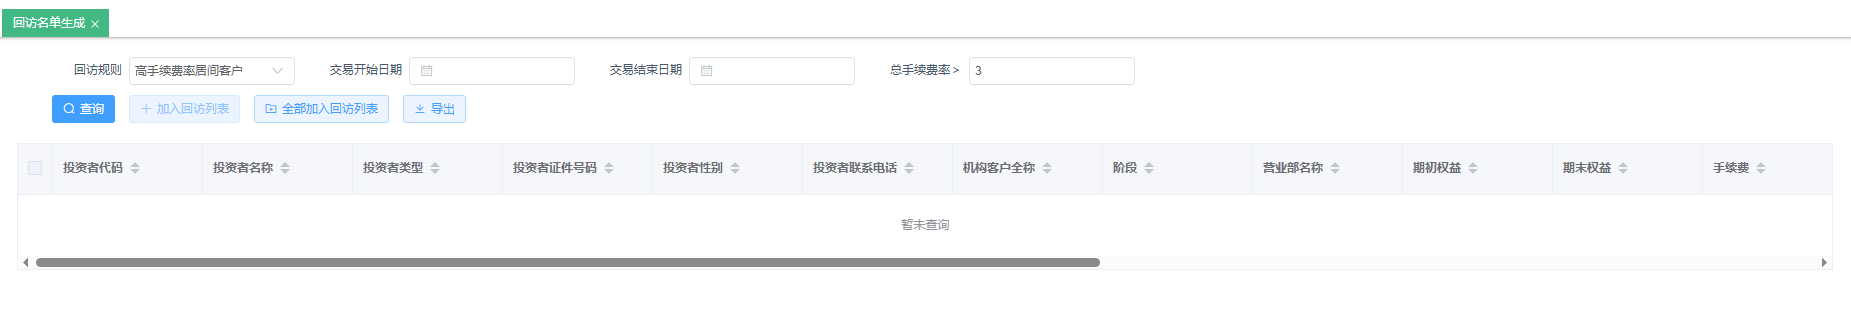 回访名单生成
回访规则 高手续费率居间客户 交易开始日期 交易结束日期 总手续费率 > 3
查询 加入回访列表 全部加入回访列表 导出
投资者代码 投资者名称 投资者类型 投资者证件号码 投资者性别 投资者联系电话 机构客户全称 阶段 营业部名称 期初权益 期末权益 手续费
暂未查询